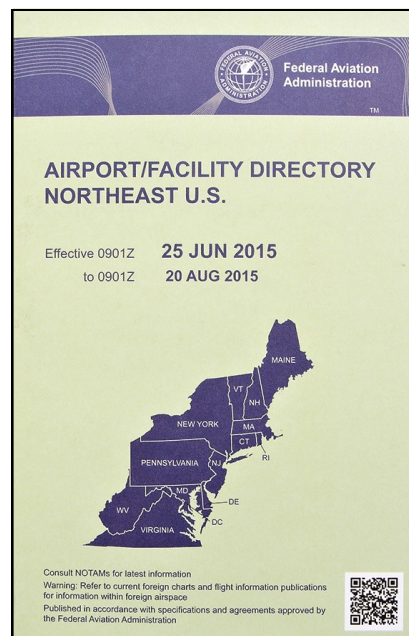 FEDERAL AVIATION
ADMINISTRATION
Federal Aviation
Administration
TM
AIRPORT/FACILITY DIRECTORY
NORTHEAST U.S.
Effective 0901Z 25 JUN 2015
to 0901Z 20 AUG 2015
MAINE
VT
NH
NEW YORK
MA
CT
RI
PENNSYLVANIA
NJ
MD
DE
WV
DC
VIRGINIA
Consult NOTAMs for latest information
Warning: Refer to current foreign charts and flight information publications
for information within foreign airspace
Published in accordance with specifications and agreements approved by
the Federal Aviation Administration